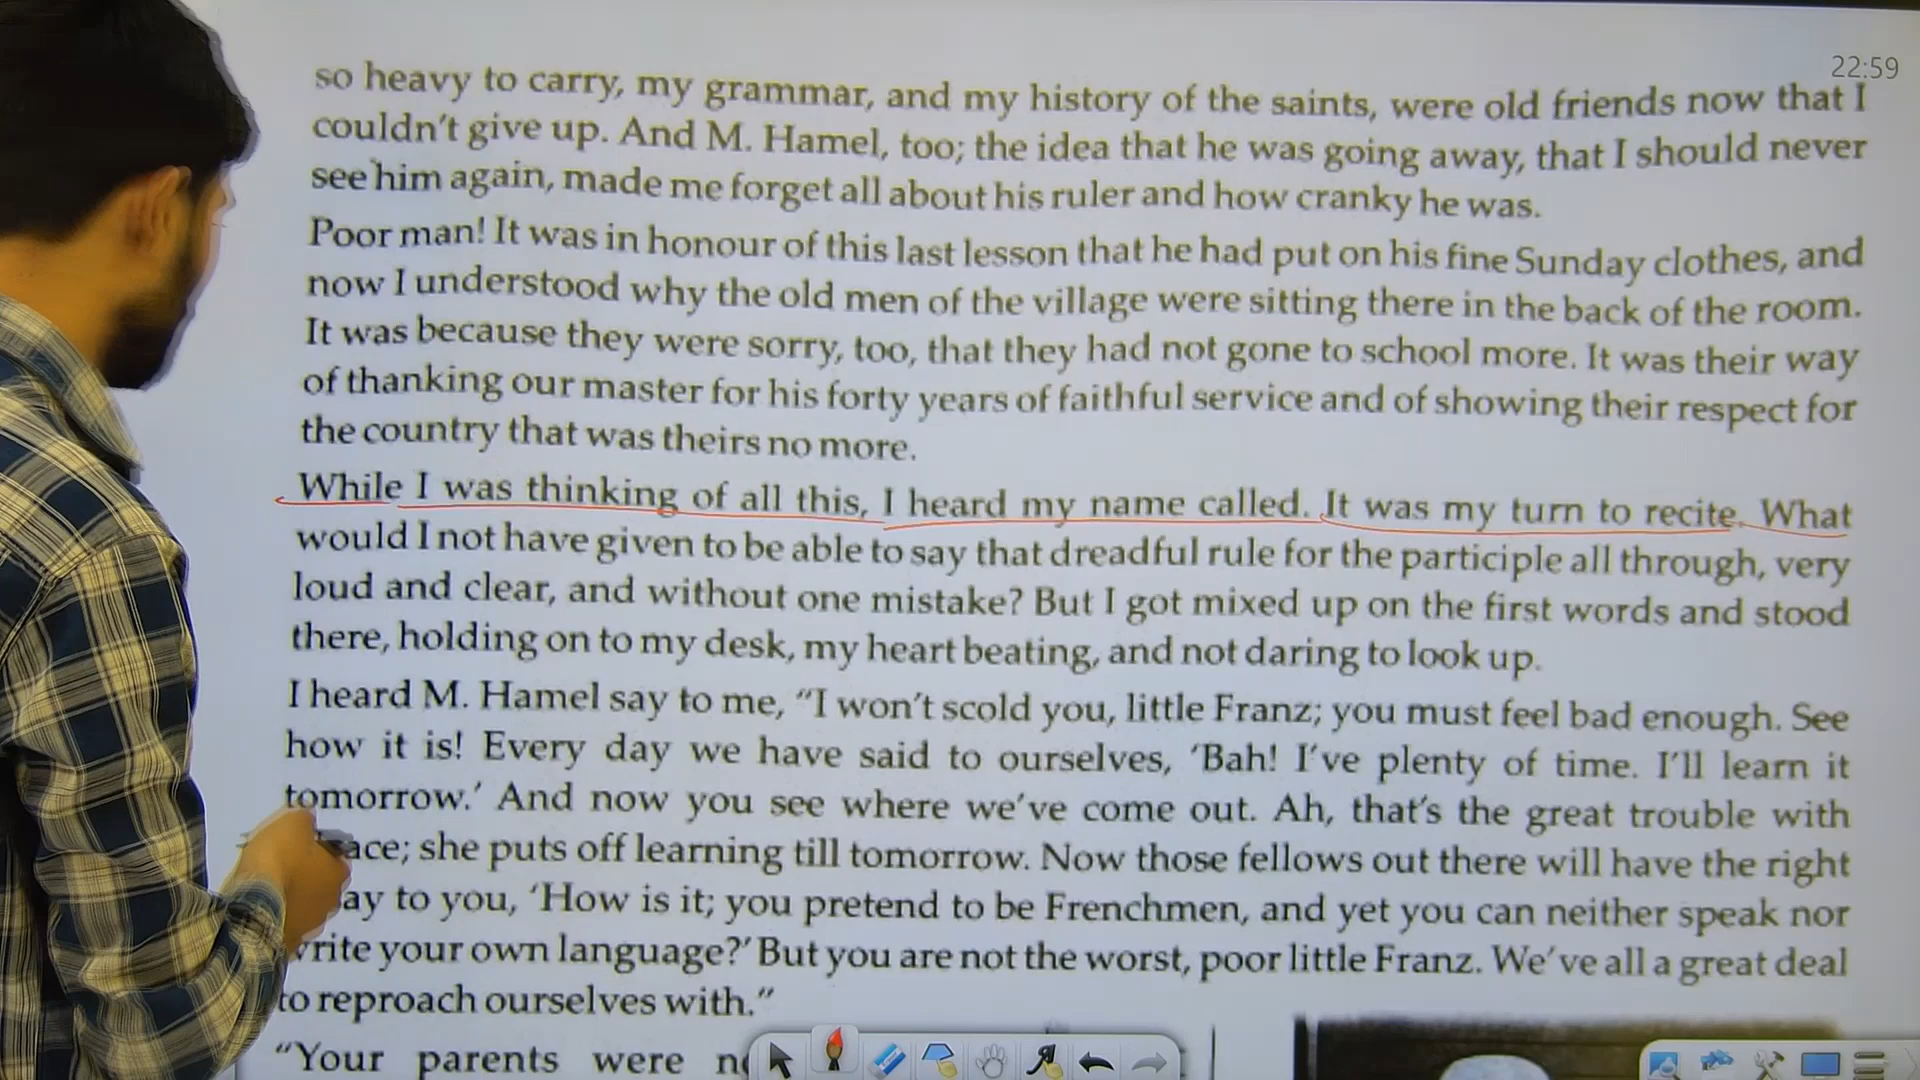 22:59
so heavy to carry, my grammar, and my history of the saints, were old friends now that I
couldn't give up. And M. Hamel, too; the idea that he was going away, that I should never
see him again, made me forget all about his ruler and how cranky he was.
Poor man! It was in honour of this last lesson that he had put on his fine Sunday clothes, and
now I understood why the old men of the village were sitting there in the back of the room.
It was because they were sorry, too, that they had not gone to school more. It was their way
of thanking our master for his forty years of faithful service and of showing their respect for
the country that was theirs no more.
While I was thinking of all this, I heard my name called. It was my turn to recite. What
would I not have given to be able to say that dreadful rule for the participle all through, very
loud and clear, and without one mistake? But I got mixed up on the first words and stood
there, holding on to my desk, my heart beating, and not daring to look up.
I heard M. Hamel say to me, “I won't scold you, little Franz; you must feel bad enough. See
how it is! Every day we have said to ourselves, ‘Bah! I've plenty of time. I'll learn it
tomorrow.’ And now you see where we've come out. Ah, that's the great trouble with
ace; she puts off learning till tomorrow. Now those fellows out there will have the right
ay to you, ‘How is it; you pretend to be Frenchmen, and yet you can neither speak nor
write your own language?’ But you are not the worst, poor little Franz. We've all a great deal
to reproach ourselves with.”
“Your parents were